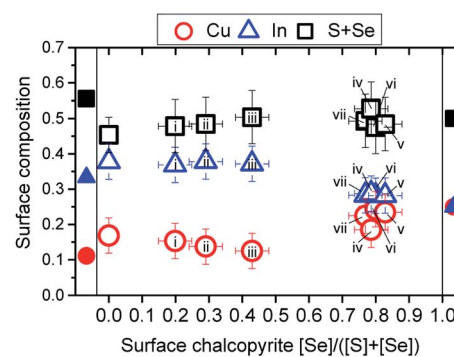 Cu In S+Se
0.7
0.6
0.5
0.4
0.3
0.2
0.1
0.0
Surface composition
i ii iii iv vi vii v
i ii iii vii iv vi v
i ii iii vii iv vi v
0.0 0.1 0.2 0.3 0.4 0.5 0.6 0.7 0.8 0.9 1.0
Surface chalcopyrite [Se]/([S]+[Se])